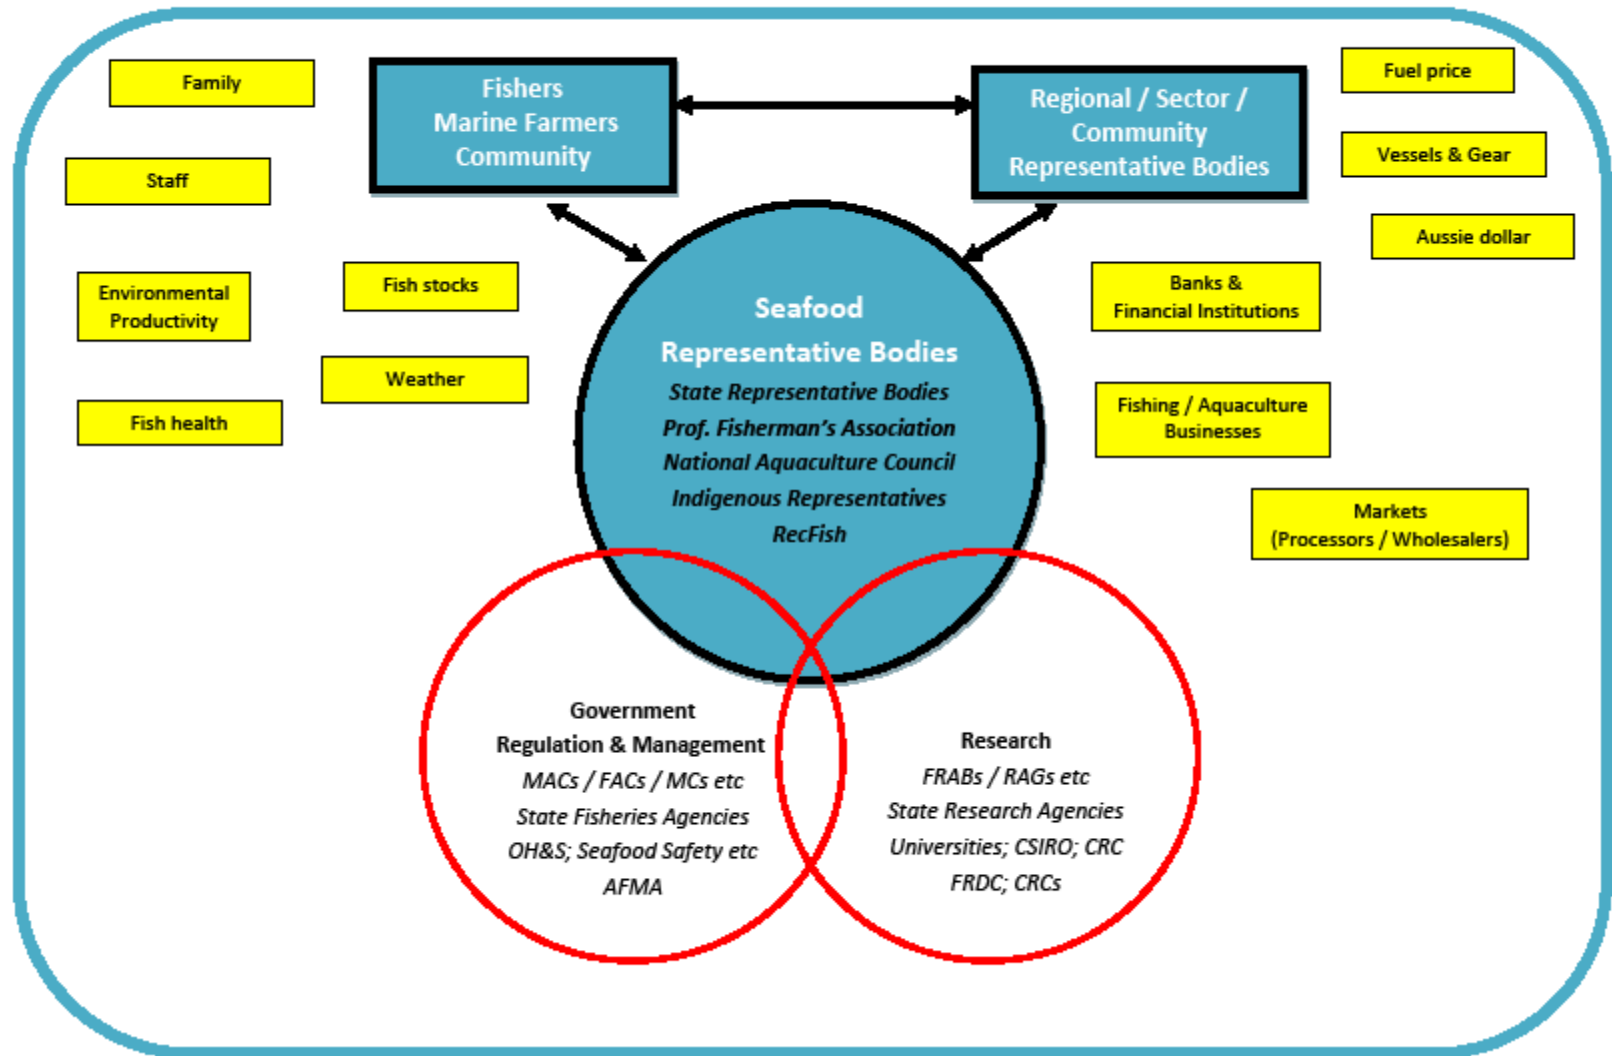 Family
Staff
Environmental
Productivity
Fish health
Fish stocks
Weather
Fishers
Marine Farmers
Community
Regional / Sector /
Community
Representative Bodies
Fuel price
Vessels & Gear
Aussie dollar
Banks &
Financial Institutions
Fishing / Aquaculture
Businesses
Markets
(Processors / Wholesalers)
Seafood
Representative Bodies
State Representative Bodies
Prof. Fisherman's Association
National Aquaculture Council
Indigenous Representatives
RecFish
Government
Regulation & Management
MACs / FACs / MCs etc
State Fisheries Agencies
OH&S; Seafood Safety etc
AFMA
Research
FRABs / RAGs etc
State Research Agencies
Universities; CSIRO; CRC
FRDC; CRCs